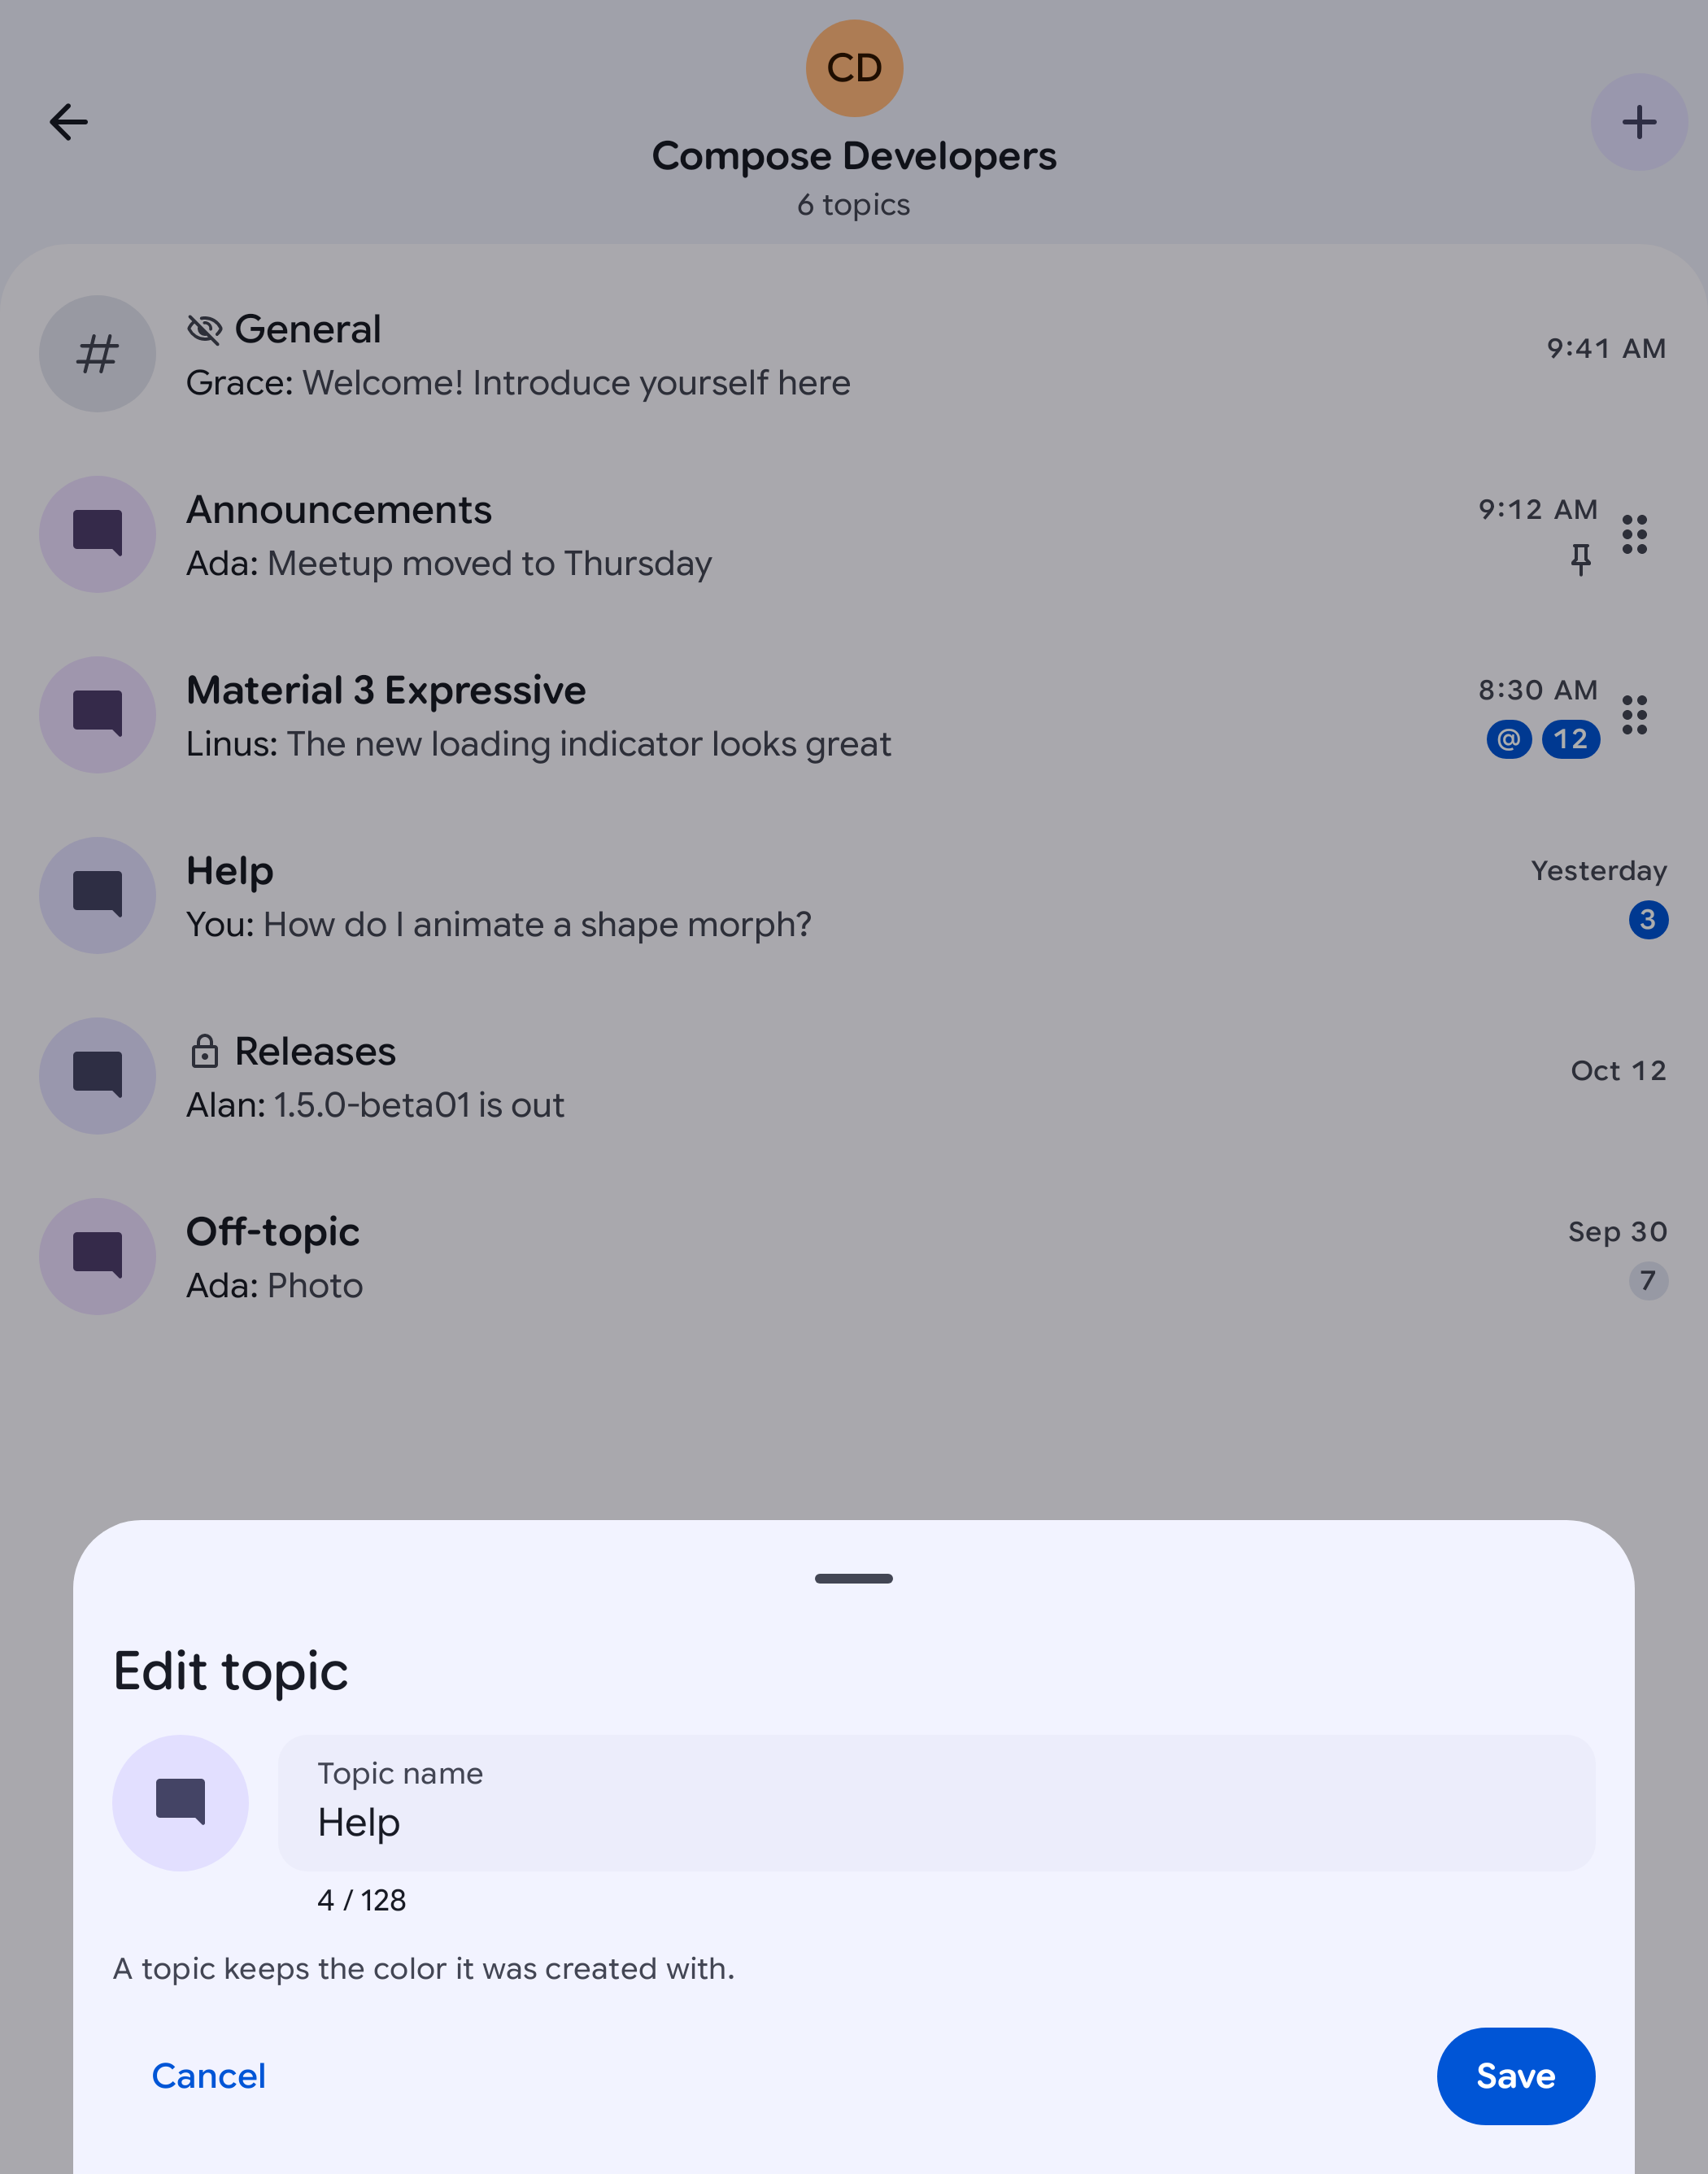 CD
Compose Developers
6 topics
#
General
9:41 AM
Grace: Welcome! Introduce yourself here
Announcements
9:12 AM
Ada: Meetup moved to Thursday
Material 3 Expressive
8:30 AM
Linus: The new loading indicator looks great
@ 12
Help
Yesterday
You: How do I animate a shape morph?
3
Releases
Oct 12
Alan: 1.5.0-beta01 is out
Off-topic
Sep 30
Ada: Photo
7
Edit topic
Topic name
Help
4 / 128
A topic keeps the color it was created with.
Cancel
Save